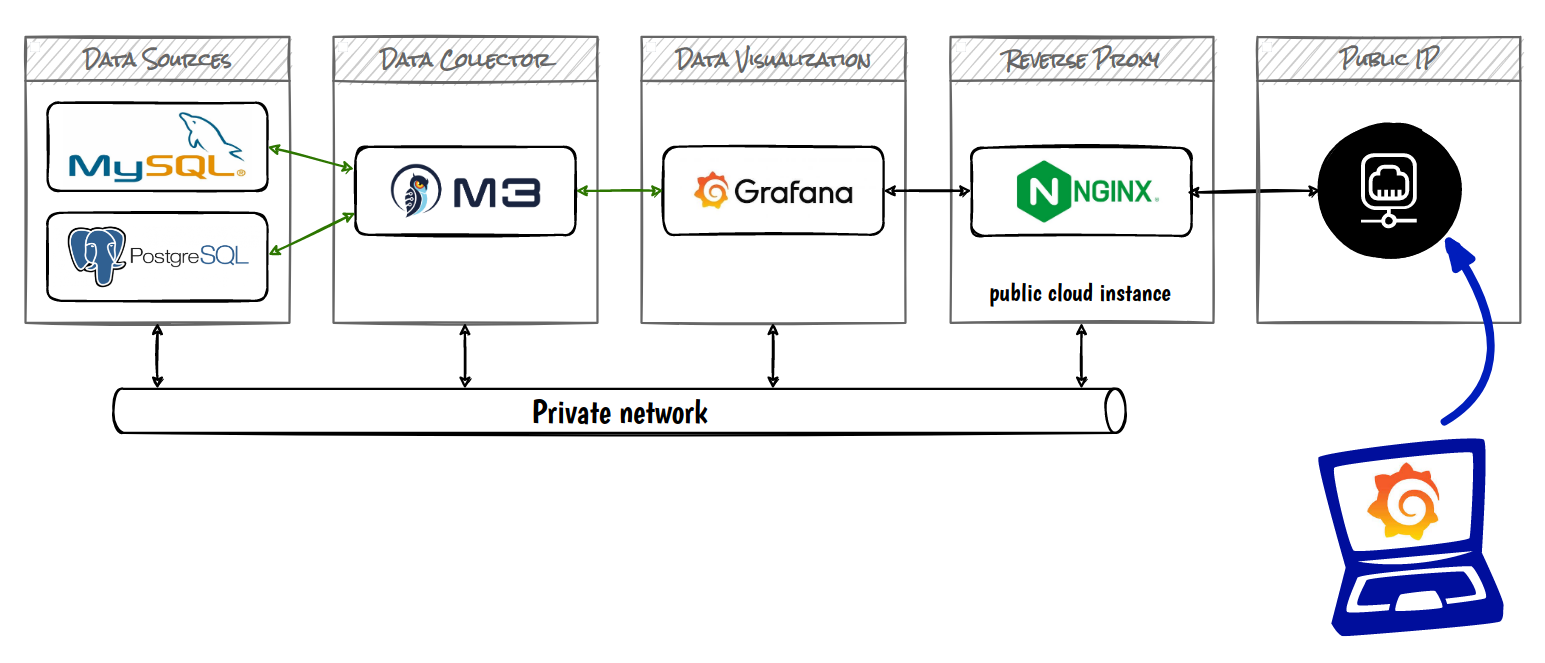 Data Sources
Data Collector
Data Visualization
Reverse Proxy
Public IP
MySQL®
PostgreSQL
M3
Grafana
N NGINX
public cloud instance
Private network